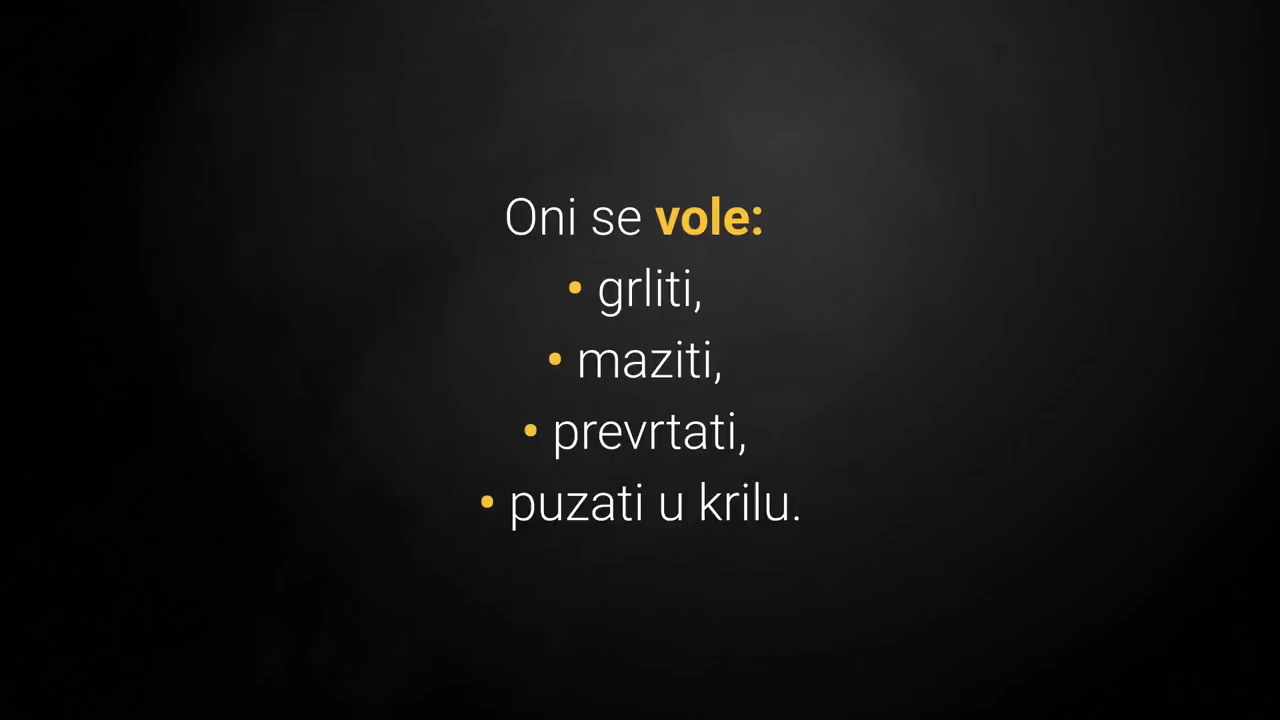 Oni se vole:
• grliti,
• maziti,
• prevrtati,
• puzati u krilu.